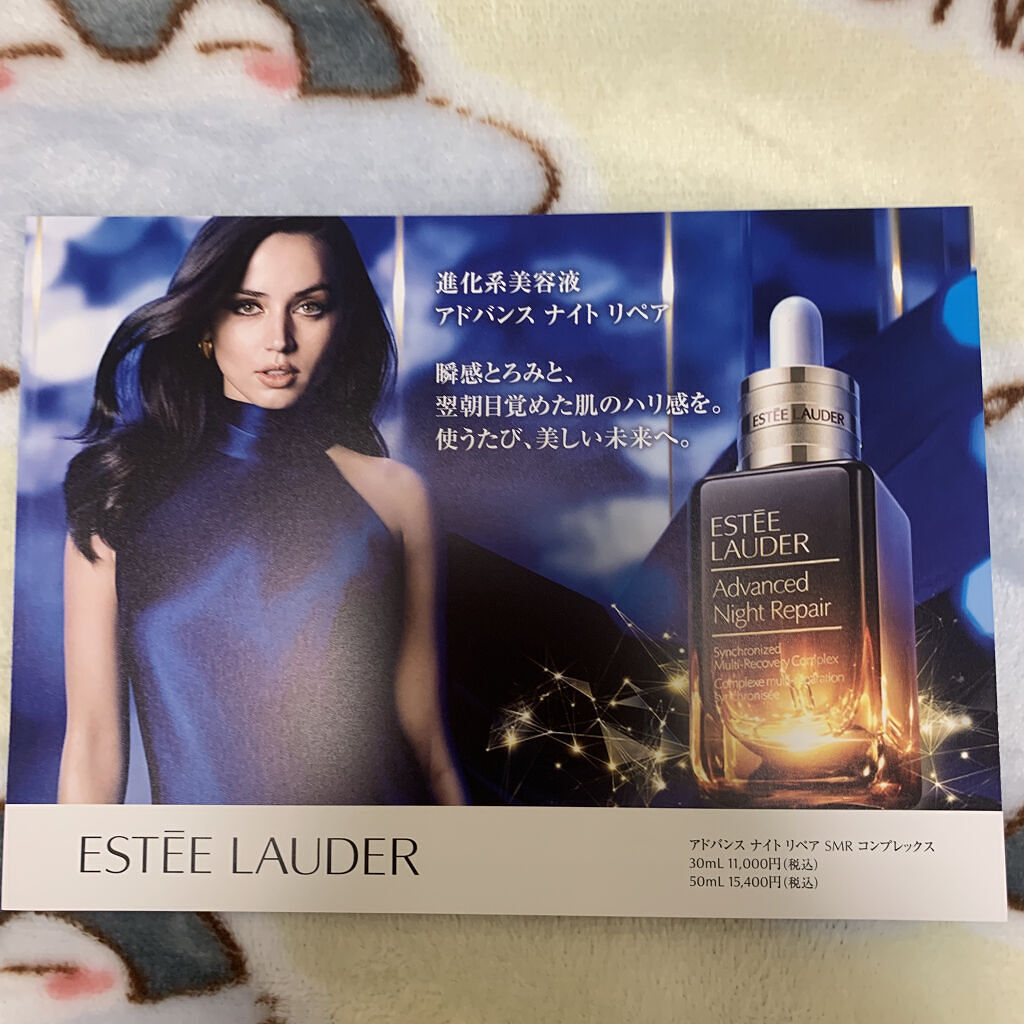 進化系美容液
アドバンス ナイト リペア
瞬感とろみと、
翌朝目覚めた肌のハリ感を。
使うたび、美しい未来へ。
ESTĒE LAUDER
ESTĒE
LAUDER
Advanced
Night Repair
Synchronized
Multi-Recovery Complex
Complexe multi-réparation
synchronisée
ESTĒE LAUDER
アドバンス ナイト リペア SMR コンプレックス
30mL 11,000円(税込)
50mL 15,400円(税込)